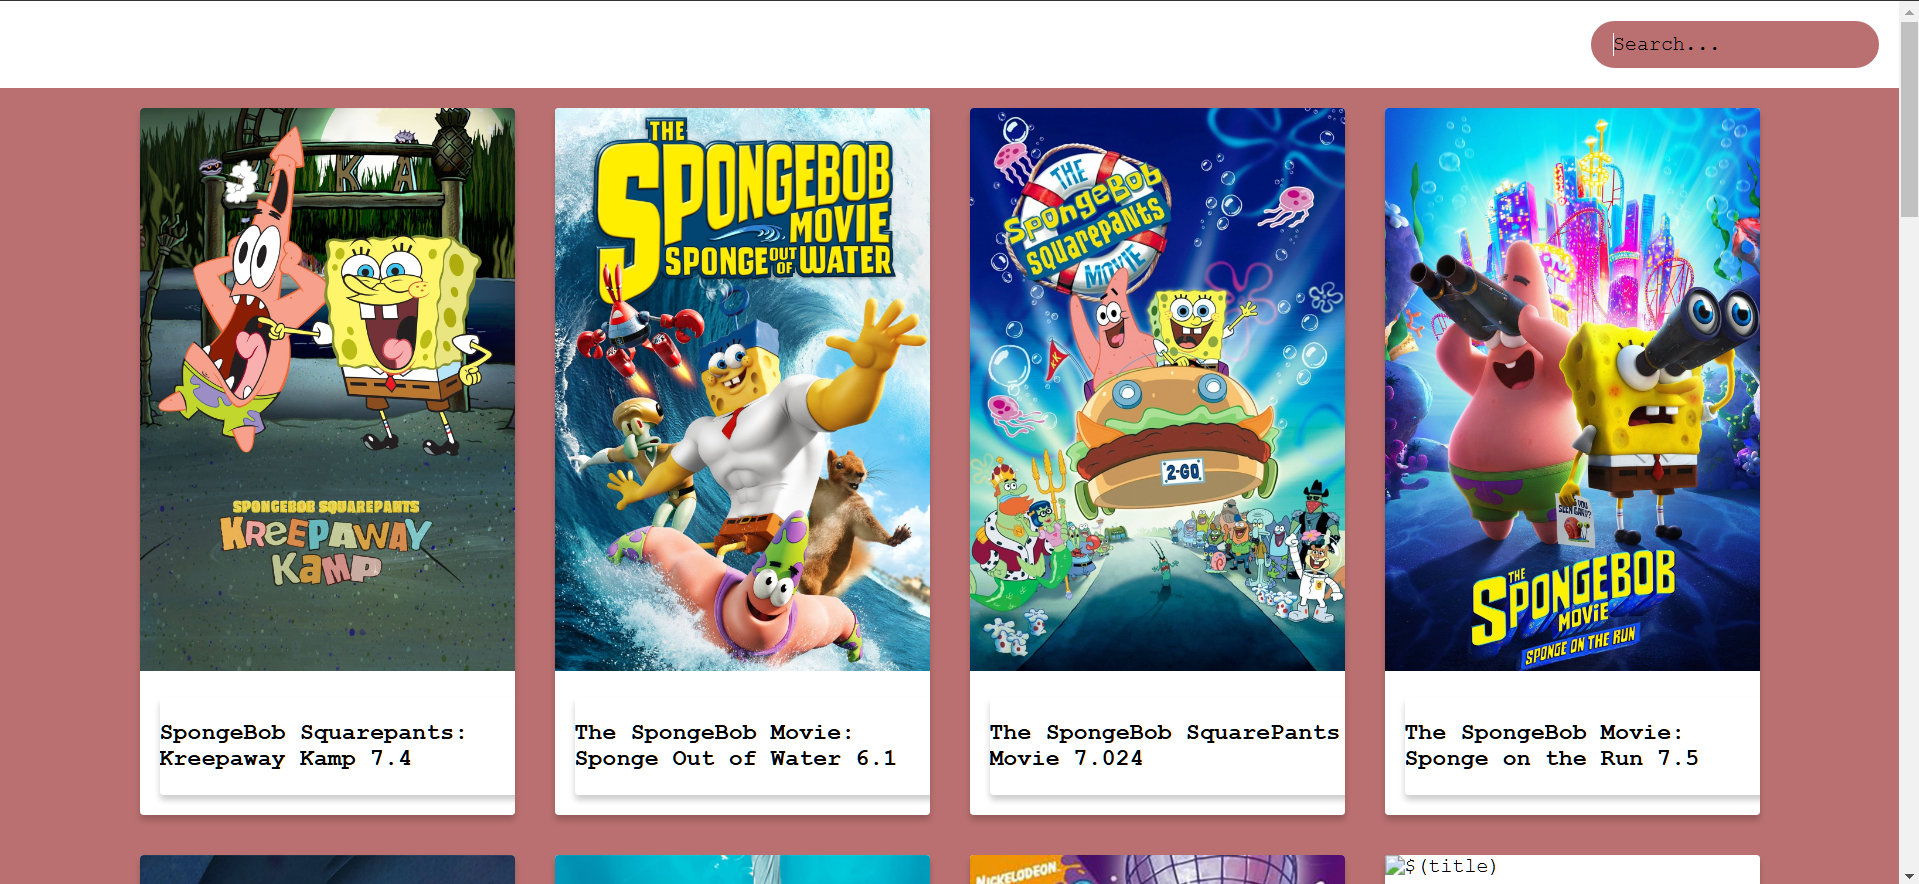 Search...
K A
SPONGEBOB SQUAREPANTS
KREEPAWAY
KAMP
THE
SPONGEBOB
MOVIE
SPONGE OUT OF WATER
THE
SpongeBob
SquarePants
MOVIE
2-GO
SEEN GARY?
THE
SPONGEBOB
MOVIE
SPONGE ON THE RUN
SpongeBob Squarepants:
Kreepaway Kamp 7.4
The SpongeBob Movie:
Sponge Out of Water 6.1
The SpongeBob SquarePants
Movie 7.024
The SpongeBob Movie:
Sponge on the Run 7.5
NICKELODEON
$(title)